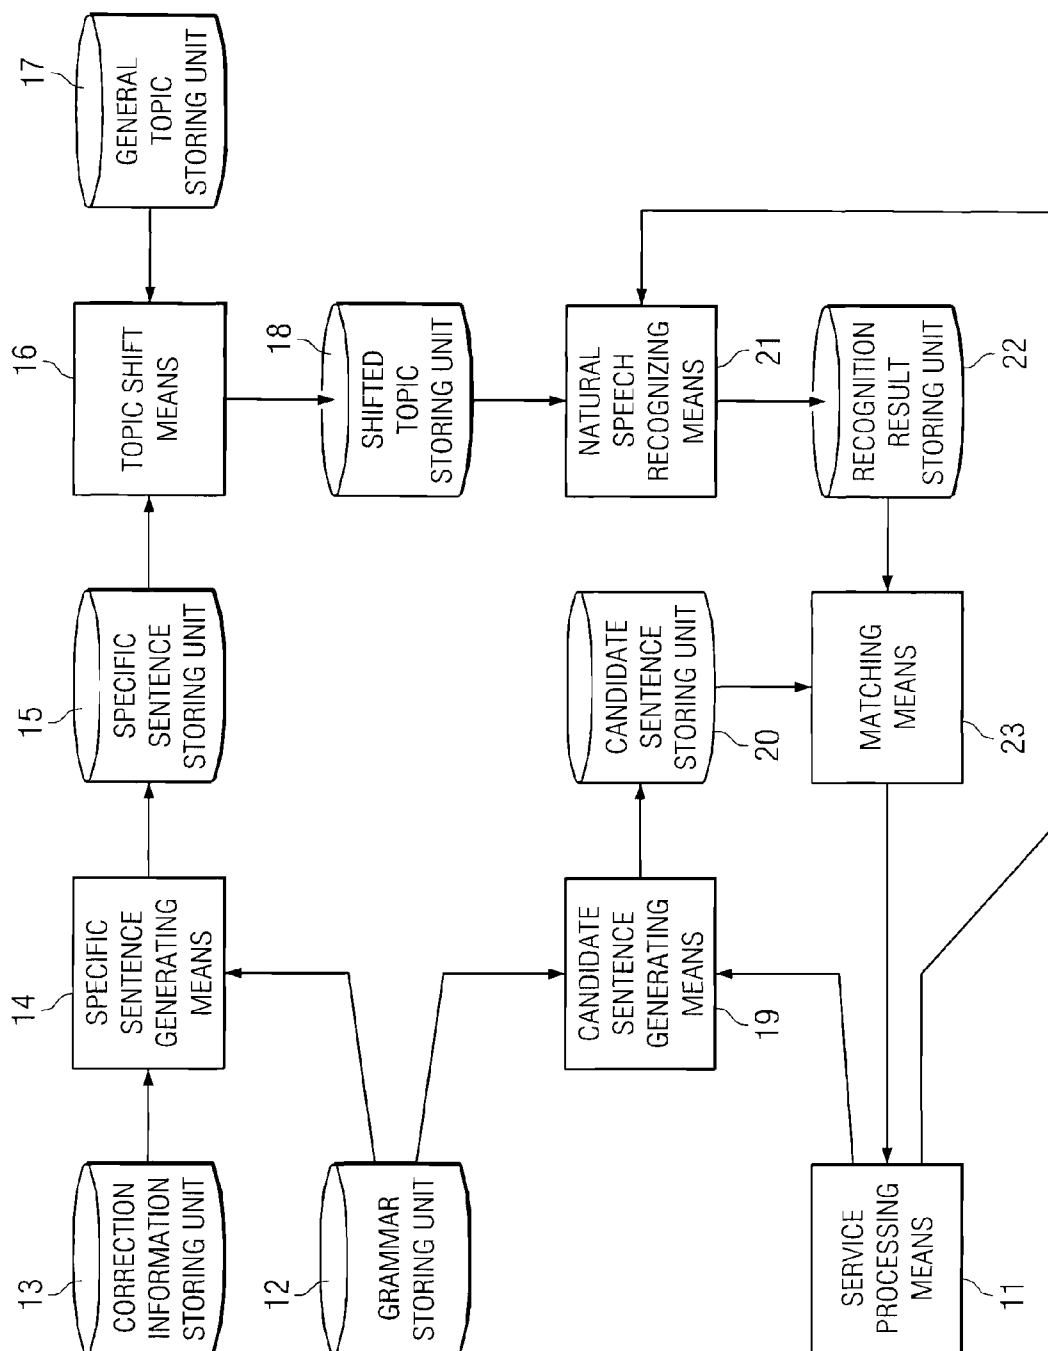 13
CORRECTION
INFORMATION
STORING UNIT
14
SPECIFIC
SENTENCE
GENERATING
MEANS
15
SPECIFIC
SENTENCE
STORING UNIT
16
TOPIC SHIFT
MEANS
17
GENERAL
TOPIC
STORING UNIT
12
GRAMMAR
STORING UNIT
18
SHIFTED
TOPIC
STORING UNIT
CANDIDATE
SENTENCE
GENERATING
MEANS
19
CANDIDATE
SENTENCE
STORING UNIT
20
NATURAL
SPEECH
RECOGNIZING
MEANS
21
SERVICE
PROCESSING
MEANS
11
MATCHING
MEANS
23
RECOGNITION
RESULT
STORING UNIT
22